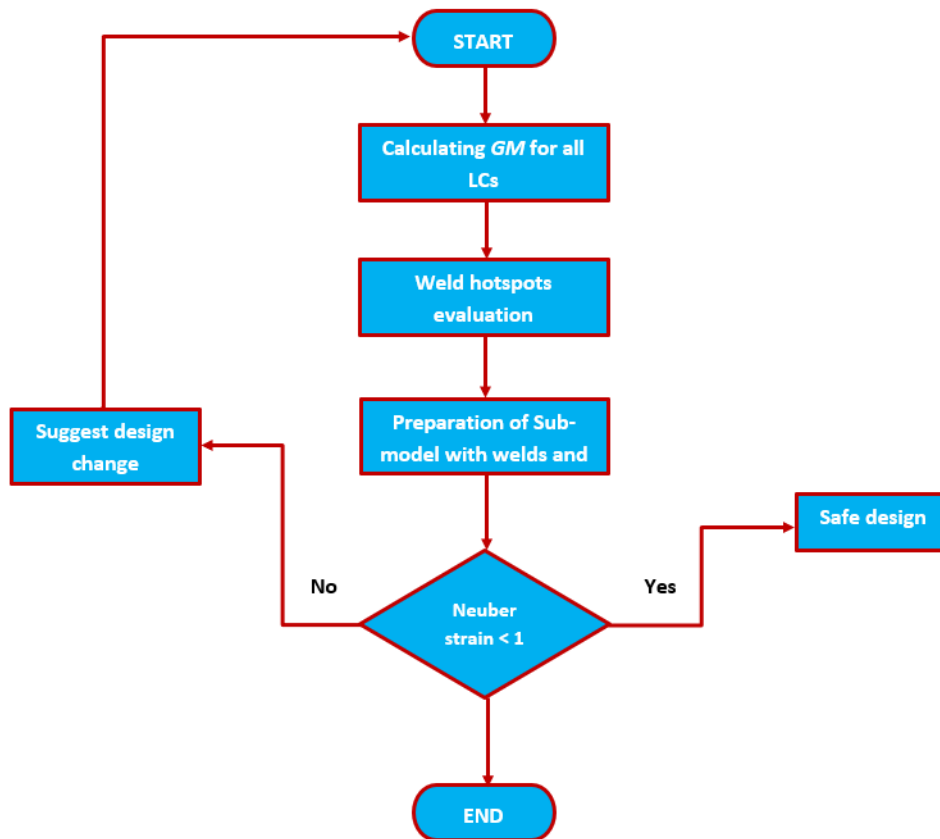 START
Calculating GM for all
LCs
Weld hotspots
evaluation
Preparation of Sub-
model with welds and
Suggest design
change
Safe design
No
Yes
Neuber
strain < 1
END